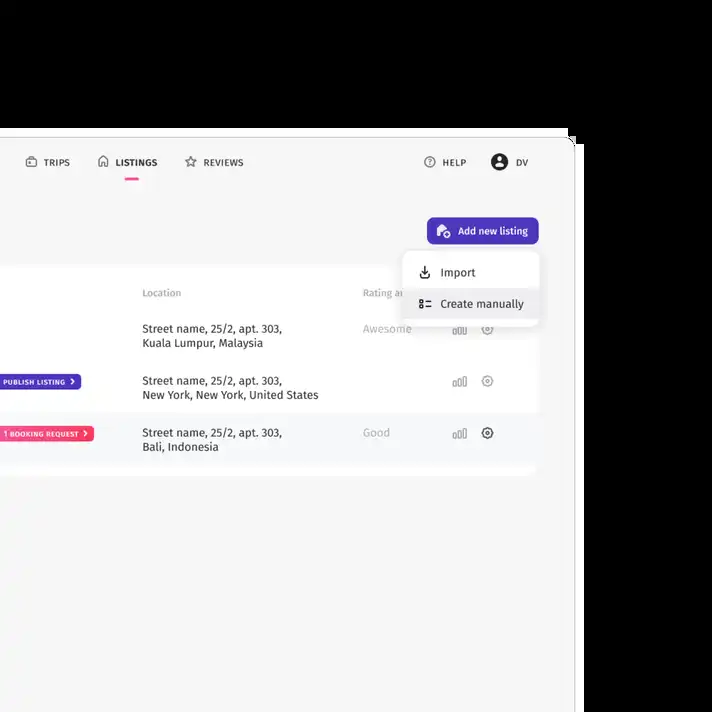 TRIPS
LISTINGS
REVIEWS
HELP
DV
Add new listing
Import
Create manually
Location
Rating
Street name, 25/2, apt. 303,
Kuala Lumpur, Malaysia
Awesome
PUBLISH LISTING
Street name, 25/2, apt. 303,
New York, New York, United States
1 BOOKING REQUEST
Street name, 25/2, apt. 303,
Bali, Indonesia
Good